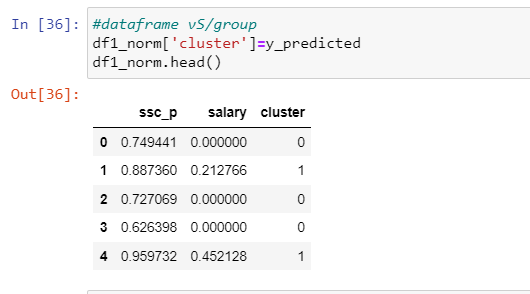 In [36]: #dataframe vS/group
df1_norm['cluster']=y_predicted
df1_norm.head()
Out[36]:
ssc_p salary cluster
0 0.749441 0.000000 0
1 0.887360 0.212766 1
2 0.727069 0.000000 0
3 0.626398 0.000000 0
4 0.959732 0.452128 1